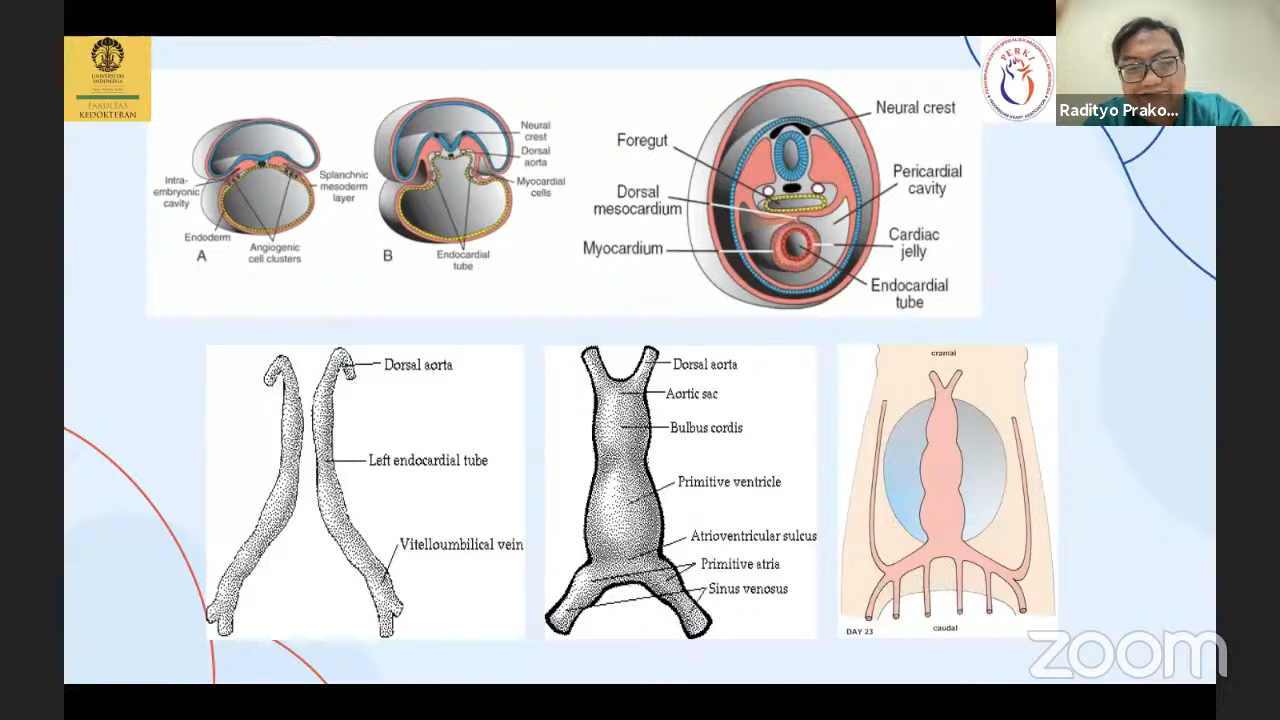 UNIVERSITAS
INDONESIA
FAKULTAS
KEDOKTERAN
PERKI
Radityo Prako...
Neural
crest
Dorsal
aorta
Myocardial
cells
Intra-
embryonic
cavity
Splanchnic
mesoderm
layer
Endoderm
Angiogenic
cell clusters
A
B
Endocardial
tube
Neural crest
Foregut
Pericardial
cavity
Dorsal
mesocardium
Cardiac
jelly
Myocardium
Endocardial
tube
Dorsal aorta
Left endocardial tube
Vitelloumbilical vein
Dorsal aorta
Aortic sac
Bulbus cordis
Primitive ventricle
Atrioventricular sulcus
Primitive atria
Sinus venosus
cranial
DAY 23
caudal
zoom